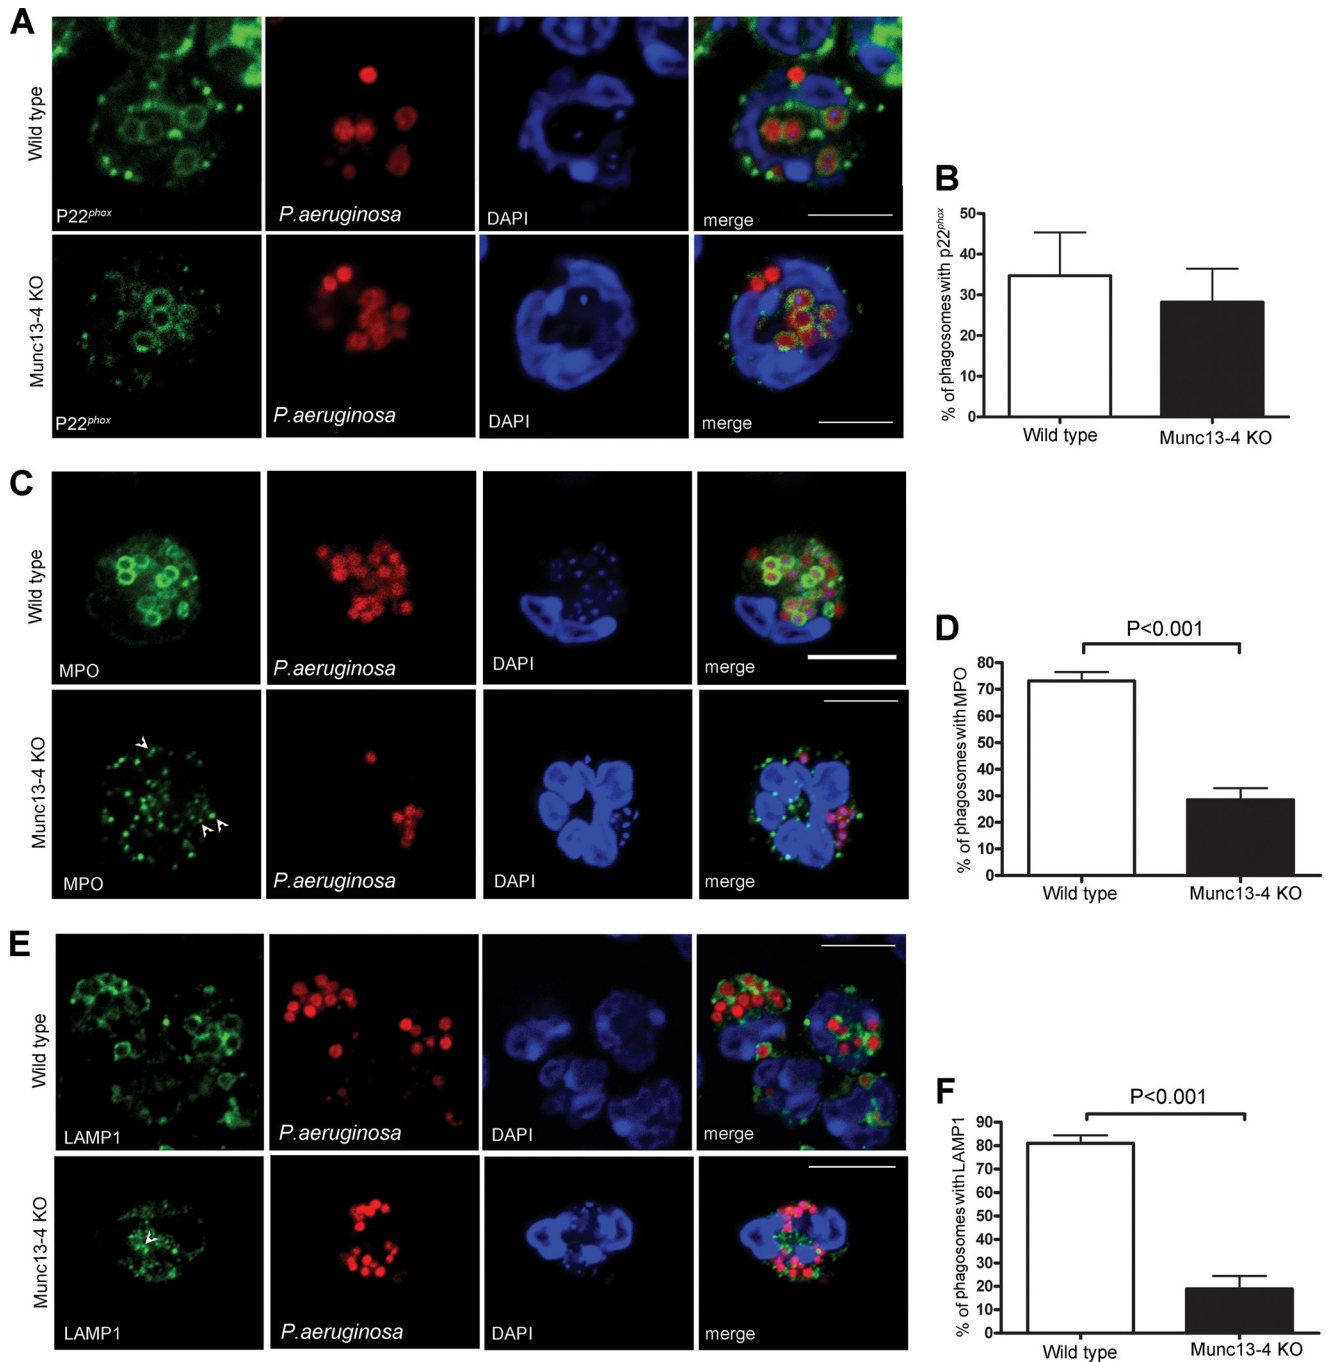 A
Wild type
P22phox
P.aeruginosa
DAPI
merge
Munc13-4 KO
P22phox
P.aeruginosa
DAPI
merge
B
% of phagosomes with p22phox
50
40
30
20
10
0
Wild type
Munc13-4 KO
C
Wild type
MPO
P.aeruginosa
DAPI
merge
Munc13-4 KO
MPO
P.aeruginosa
DAPI
merge
D
P<0.001
% of phagosomes with MPO
80
70
60
50
40
30
20
10
0
Wild type
Munc13-4 KO
E
Wild type
LAMP1
P.aeruginosa
DAPI
merge
Munc13-4 KO
LAMP1
P.aeruginosa
DAPI
merge
F
P<0.001
% of phagosomes with LAMP1
90
80
70
60
50
40
30
20
10
0
Wild type
Munc13-4 KO